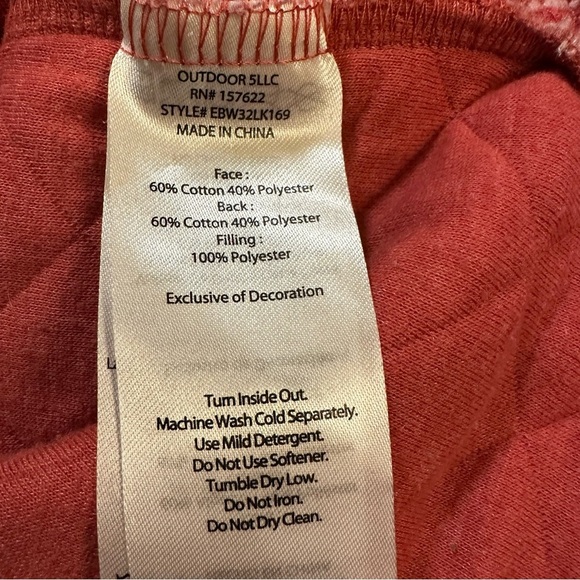 OUTDOOR 5LLC
RN# 157622
STYLE# EBW32LK169
MADE IN CHINA
Face :
60% Cotton 40% Polyester
Back :
60% Cotton 40% Polyester
Filling :
100% Polyester
Exclusive of Decoration
Turn Inside Out.
Machine Wash Cold Separately.
Use Mild Detergent.
Do Not Use Softener.
Tumble Dry Low.
Do Not Iron.
Do Not Dry Clean.